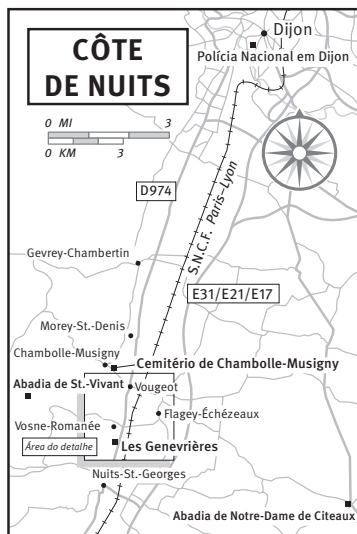 CÔTE
DE NUITS
Dijon
Polícia Nacional em Dijon
0 MI 3
0 KM 3
D974
S.N.C.F. Paris–Lyon
Gevrey-Chambertin
E31/E21/E17
Morey-St.-Denis
Chambolle-Musigny
Cemitério de Chambolle-Musigny
Abadia de St.-Vivant
Vougeot
Flagey-Échézeaux
Vosne-Romanée
Área do detalhe
Les Genevrières
Nuits-St.-Georges
Abadia de Notre-Dame de Citeaux